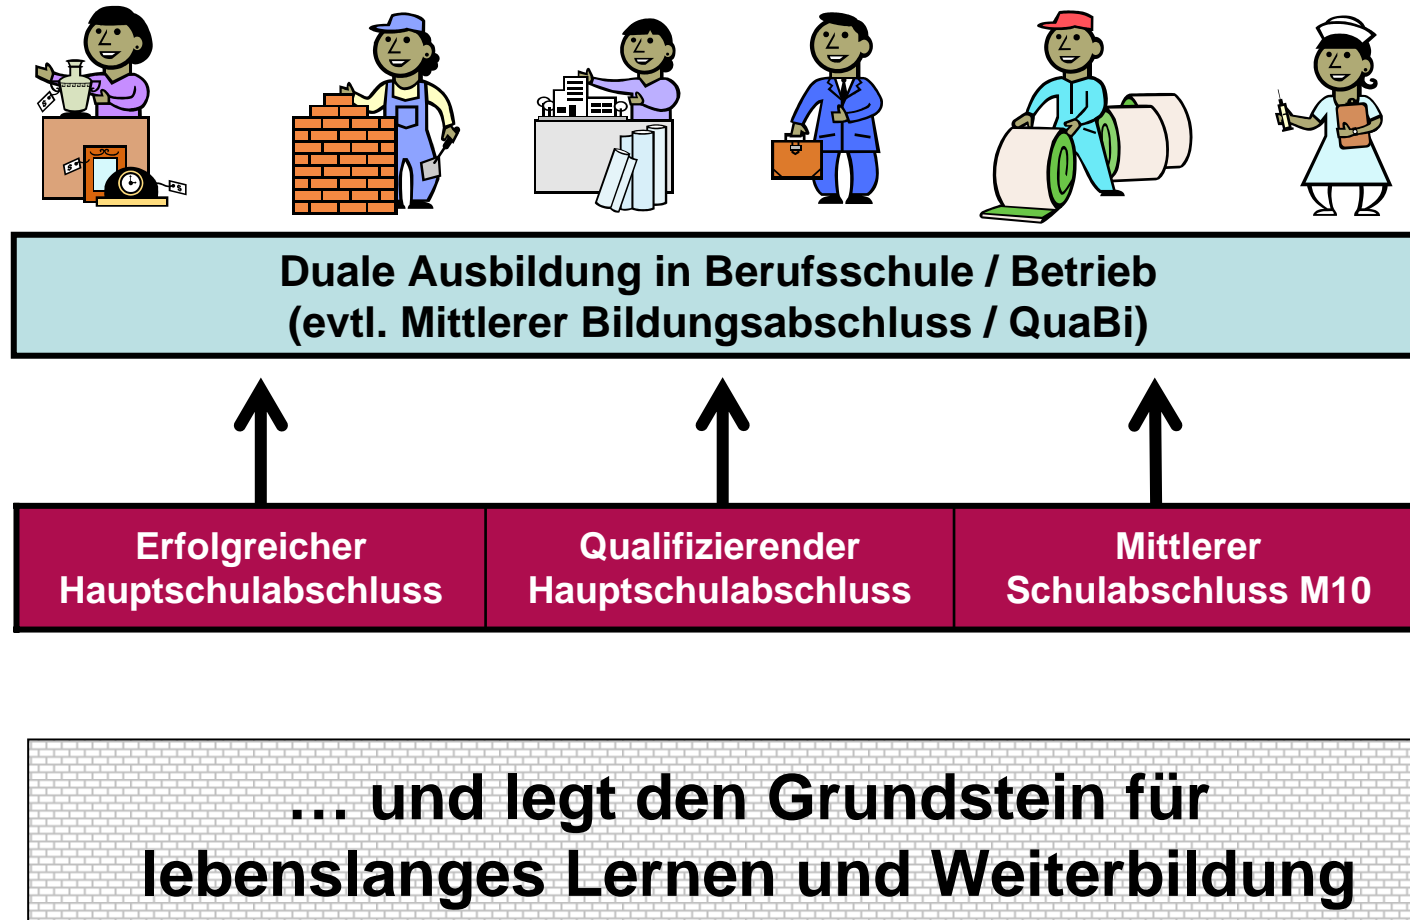 Duale Ausbildung in Berufsschule / Betrieb
(evtl. Mittlerer Bildungsabschluss / QuaBi)
Erfolgreicher
Hauptschulabschluss
Qualifizierender
Hauptschulabschluss
Mittlerer
Schulabschluss M10
… und legt den Grundstein für
lebenslanges Lernen und Weiterbildung